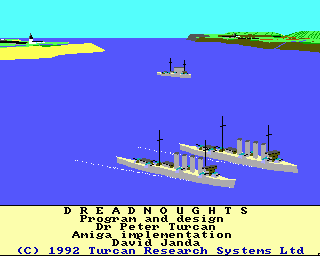 D R E A D N O U G H T S
Program and design
Dr Peter Turcan
Amiga implementation
David Janda
(C) 1992 Turcan Research Systems Ltd .